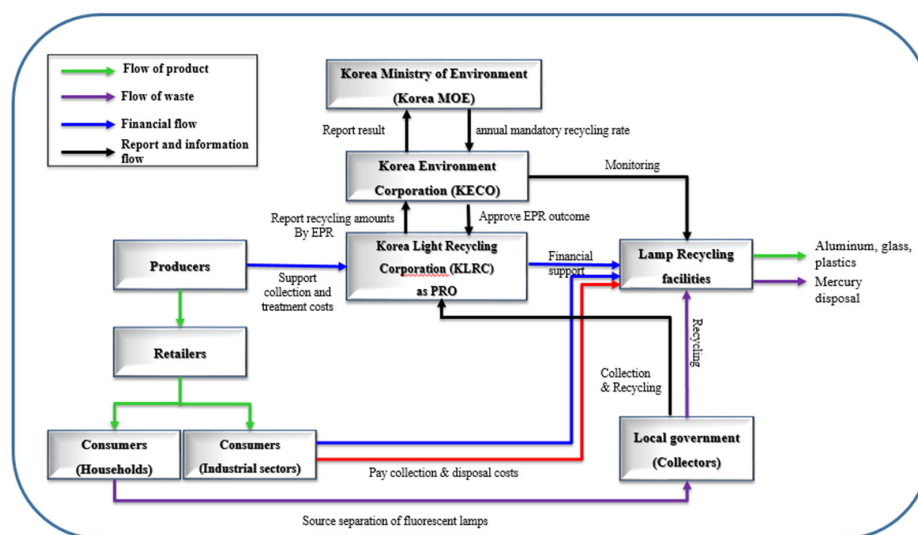 Flow of product
Flow of waste
Financial flow
Report and information
flow
Korea Ministry of Environment
(Korea MOE)
Report result
annual mandatory recycling rate
Korea Environment
Corporation (KECO)
Monitoring
Report recycling amounts
By EPR
Approve EPR outcome
Producers
Support
collection and
treatment costs
Korea Light Recycling
Corporation (KLRC)
as PRO
Financial
support
Lamp Recycling
facilities
Aluminum, glass,
plastics
Mercury
disposal
Retailers
Recycling
Collection
& Recycling
Consumers
(Households)
Consumers
(Industrial sectors)
Local government
(Collectors)
Pay collection & disposal costs
Source separation of fluorescent lamps